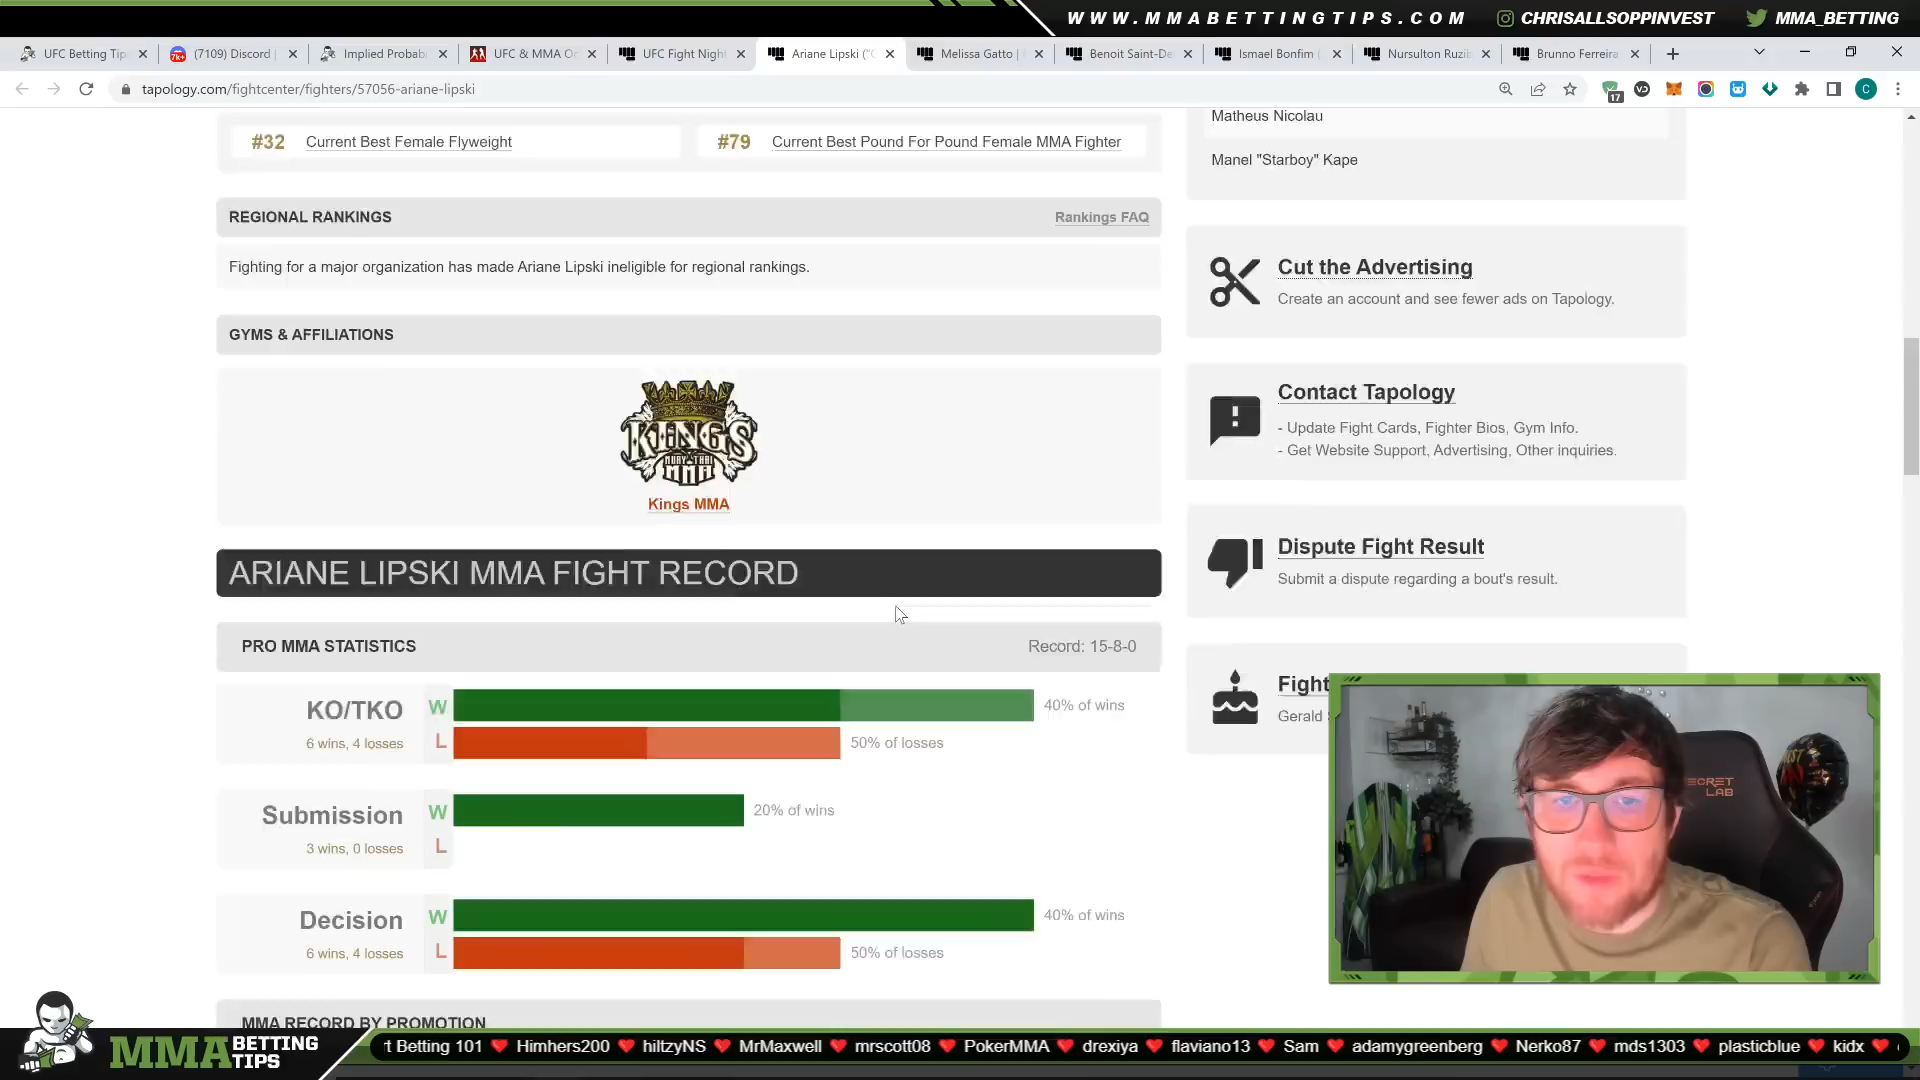 WWW.MMABETTINGTIPS.COM CHRISALLSOPPINVEST MMA_BETTING
UFC Betting Tip (7109) Discord | Implied Probab UFC & MMA O UFC Fight Nigh Ariane Lipski (" Melissa Gatto | Benoit Saint-De Ismael Bonfim ( Nursulton Ruzib Brunno Ferreira
tapology.com/fightcenter/fighters/57056-ariane-lipski
17
C
#32 Current Best Female Flyweight
#79 Current Best Pound For Pound Female MMA Fighter
REGIONAL RANKINGS
Rankings FAQ
Fighting for a major organization has made Ariane Lipski ineligible for regional rankings.
GYMS & AFFILIATIONS
KINGS
MUAY THAI
MMA
Kings MMA
ARIANE LIPSKI MMA FIGHT RECORD
PRO MMA STATISTICS
Record: 15-8-0
KO/TKO
6 wins, 4 losses
W
40% of wins
L
50% of losses
Submission
3 wins, 0 losses
W
20% of wins
L
Decision
6 wins, 4 losses
W
40% of wins
L
50% of losses
MMA RECORD BY PROMOTION
Matheus Nicolau
Manel "Starboy" Kape
Cut the Advertising
Create an account and see fewer ads on Tapology.
Contact Tapology
- Update Fight Cards, Fighter Bios, Gym Info.
- Get Website Support, Advertising, Other inquiries.
Dispute Fight Result
Submit a dispute regarding a bout's result.
Fight
Gerald
SECRET
LAB
MMA BETTING
TIPS
rt Betting 101 Himhers200 hiltzyNS MrMaxwell mrscott08 PokerMMA drexiya flaviano13 Sam adamygreenberg Nerko87 mds1303 plasticblue kidx